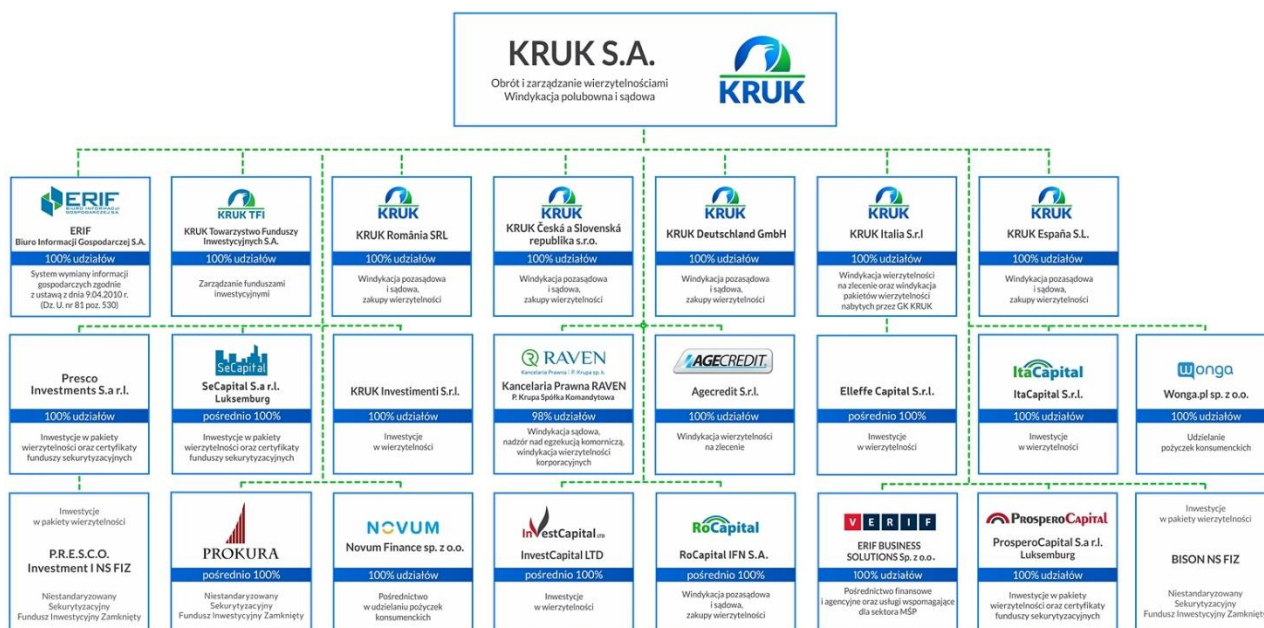 KRUK S.A.
Obrót i zarządzanie wierzytelnościami
Windykacja polubowna i sądowa
KRUK
ERIF
BIURO INFORMACJI
GOSPODARCZEJ S.A.
ERIF
Biuro Informacji Gospodarczej S.A.
100% udziałów
System wymiany informacji
gospodarczych zgodnie
z ustawą z dnia 9.04.2010 r.
(Dz. U. nr 81 poz. 530)
KRUK TFI
KRUK Towarzystwo Funduszy
Inwestycyjnych S.A.
100% udziałów
Zarządzanie funduszami
inwestycyjnymi
KRUK
KRUK România SRL
100% udziałów
Windykacja pozasądowa
i sądowa,
zakupy wierzytelności
KRUK
KRUK Česká a Slovenská
republika s.r.o.
100% udziałów
Windykacja pozasądowa
i sądowa,
zakupy wierzytelności
KRUK
KRUK Deutschland GmbH
100% udziałów
Windykacja pozasądowa
i sądowa,
zakupy wierzytelności
KRUK
KRUK Italia S.r.l
100% udziałów
Windykacja wierzytelności
na zlecenie oraz windykacja
pakietów wierzytelności
nabytych przez GK KRUK
KRUK
KRUK España S.L.
100% udziałów
Windykacja pozasądowa
i sądowa,
zakupy wierzytelności
Presco
Investments S.a r.l.
100% udziałów
Inwestycje w pakiety
wierzytelności oraz certyfikaty
funduszy sekurytyzacyjnych
SeCapital
SeCapital S.a r.l.
Luksemburg
pośrednio 100%
Inwestycje w pakiety
wierzytelności oraz certyfikaty
funduszy sekurytyzacyjnych
KRUK Investimenti S.r.l.
100% udziałów
Inwestycje
w wierzytelności
RAVEN
Kancelaria Prawna | P. Krupa sp. k.
Kancelaria Prawna RAVEN
P. Krupa Spółka Komandytowa
98% udziałów
Windykacja sądowa,
nadzór nad egzekucją komorniczą,
windykacja wierzytelności
korporacyjnych
AGECREDIT
Agecredit S.r.l.
100% udziałów
Windykacja wierzytelności
na zlecenie
Elleffe Capital S.r.l.
pośrednio 100%
Inwestycje
w wierzytelności
ItaCapital
ItaCapital S.r.l.
100% udziałów
Inwestycje
w wierzytelności
wonga
Wonga.pl sp. z o.o.
100% udziałów
Udzielanie
pożyczek konsumenckich
Inwestycje
w pakiety wierzytelności
P.R.E.S.C.O.
Investment I NS FIZ
Niestandaryzowany
Sekurytyzacyjny
Fundusz Inwestycyjny Zamknięty
PROKURA
pośrednio 100%
Niestandaryzowany
Sekurytyzacyjny
Fundusz Inwestycyjny Zamknięty
NOVUM
Novum Finance sp. z o.o.
100% udziałów
Pośrednictwo
w udzielaniu pożyczek
konsumenckich
InVestCapital LTD
InvestCapital LTD
pośrednio 100%
Inwestycje
w wierzytelności
RoCapital
RoCapital IFN S.A.
pośrednio 100%
Windykacja pozasądowa
i sądowa,
zakupy wierzytelności
VERIF
ERIF BUSINESS
SOLUTIONS Sp. z o.o.
100% udziałów
Pośrednictwo finansowe
i agencyjne oraz usługi wspomagające
dla sektora MŚP
PROSPEROCAPITAL
ProsperoCapital S.a r.l.
Luksemburg
100% udziałów
Inwestycje w pakiety
wierzytelności oraz certyfikaty
funduszy sekurytyzacyjnych
Inwestycje
w pakiety wierzytelności
BISON NS FIZ
Niestandaryzowany
Sekurytyzacyjny
Fundusz Inwestycyjny Zamknięty